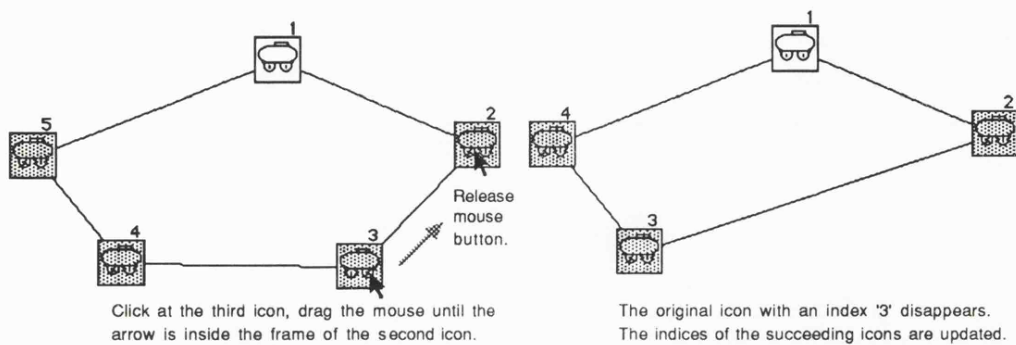 1
2
5
Release
mouse
button.
4
3
Click at the third icon, drag the mouse until the
arrow is inside the frame of the second icon.
1
2
4
3
The original icon with an index '3' disappears.
The indices of the succeeding icons are updated.